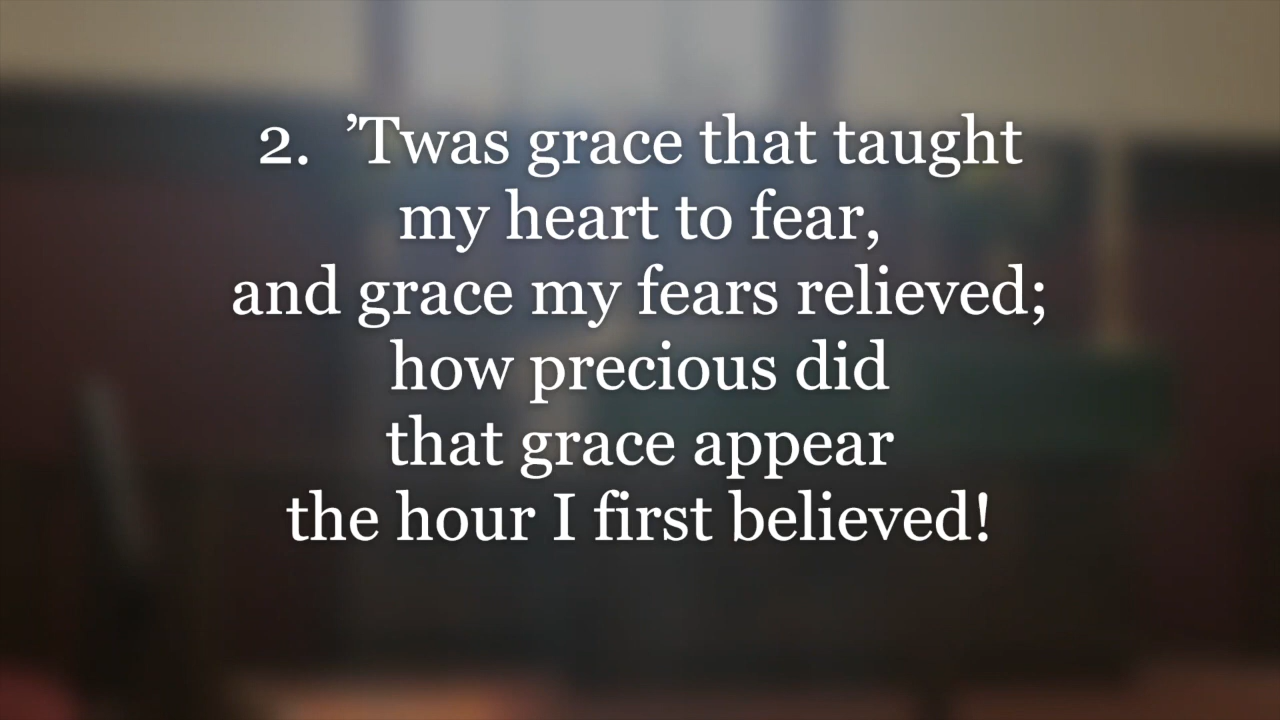 2. ’Twas grace that taught
my heart to fear,
and grace my fears relieved;
how precious did
that grace appear
the hour I first believed!